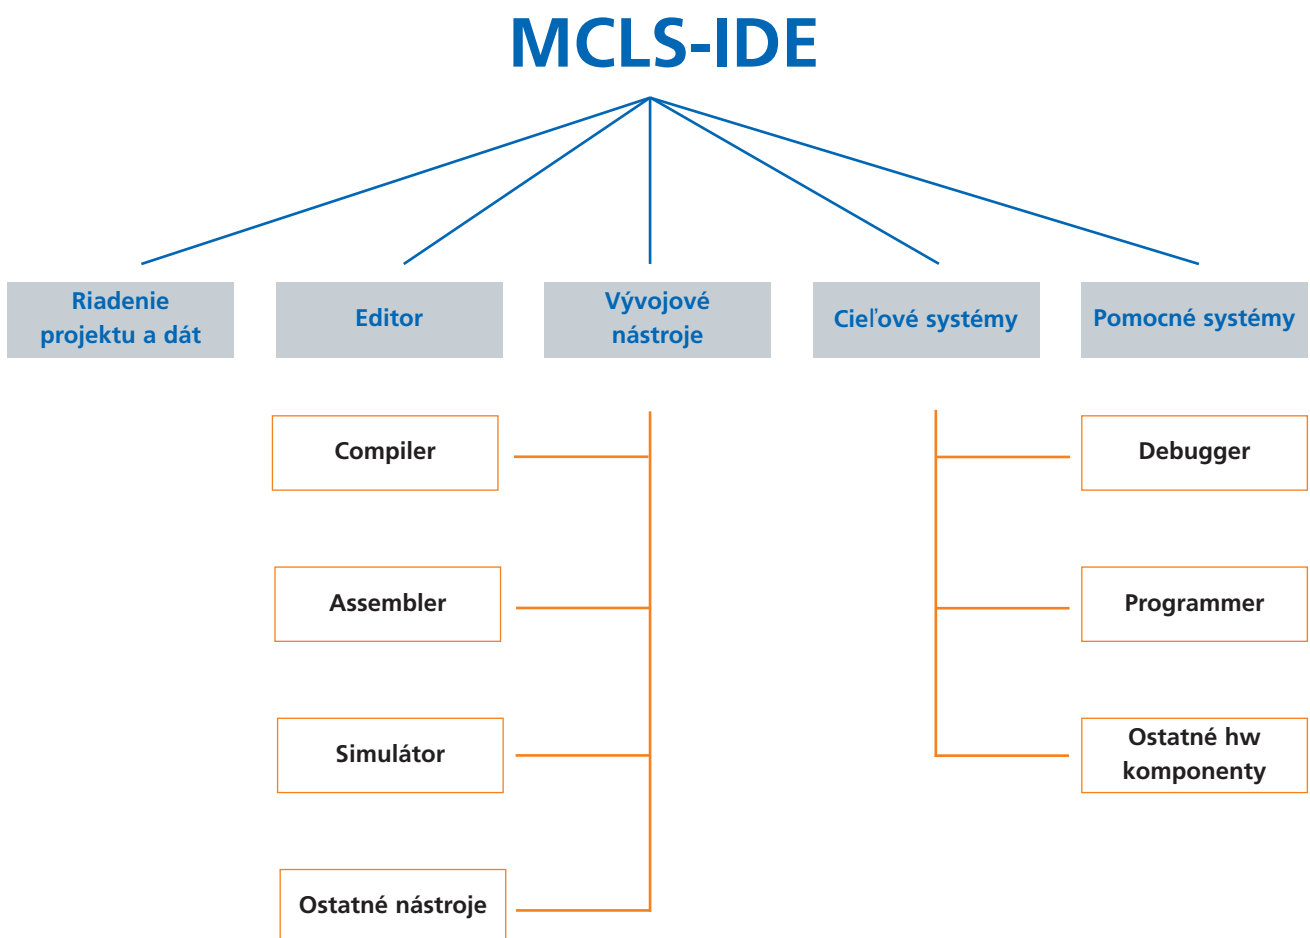 MCLS-IDE
Riadenie
projektu a dát
Editor
Vývojové
nástroje
Cieľové systémy
Pomocné systémy
Compiler
Debugger
Assembler
Programmer
Simulátor
Ostatné hw
komponenty
Ostatné nástroje